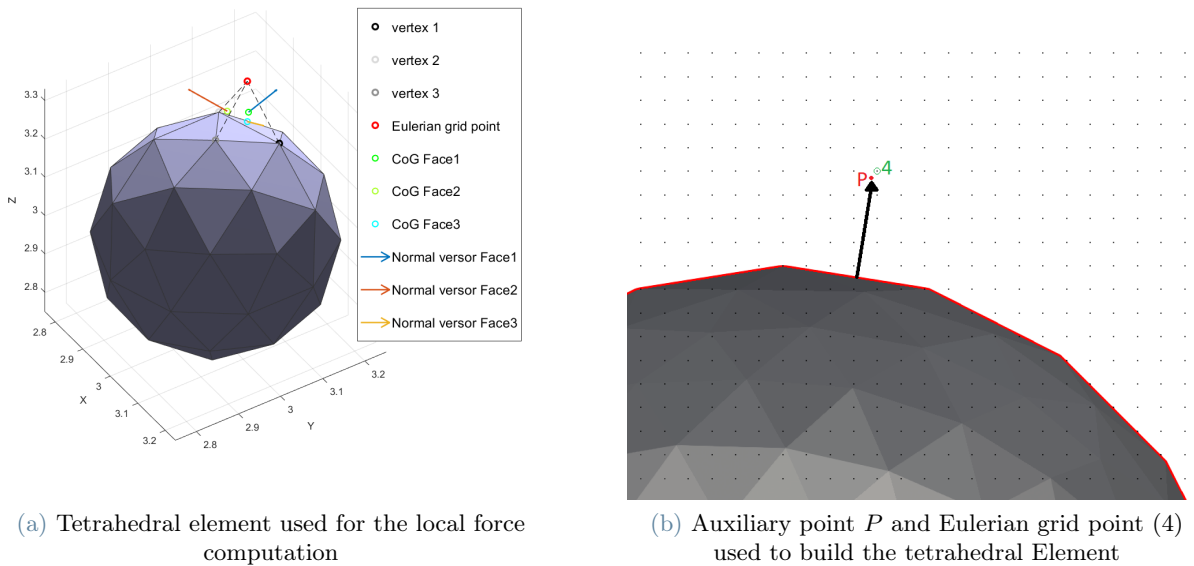 vertex 1
vertex 2
vertex 3
Eulerian grid point
CoG Face1
CoG Face2
CoG Face3
Normal versor Face1
Normal versor Face2
Normal versor Face3
3.3
3.2
3.1
3
2.9
2.8
Z
2.8
2.9
3
3.1
3.2
X
2.8
2.9
3
3.1
3.2
Y
P
4
(a) Tetrahedral element used for the local force
computation
(b) Auxiliary point P and Eulerian grid point (4)
used to build the tetrahedral Element